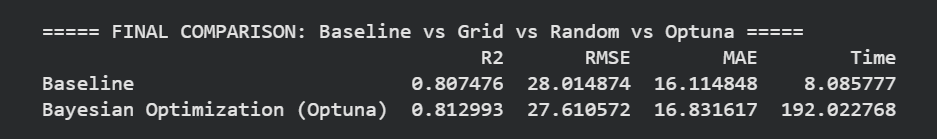 ===== FINAL COMPARISON: Baseline vs Grid vs Random vs Optuna =====
R2 RMSE MAE Time
Baseline 0.807476 28.014874 16.114848 8.085777
Bayesian Optimization (Optuna) 0.812993 27.610572 16.831617 192.022768